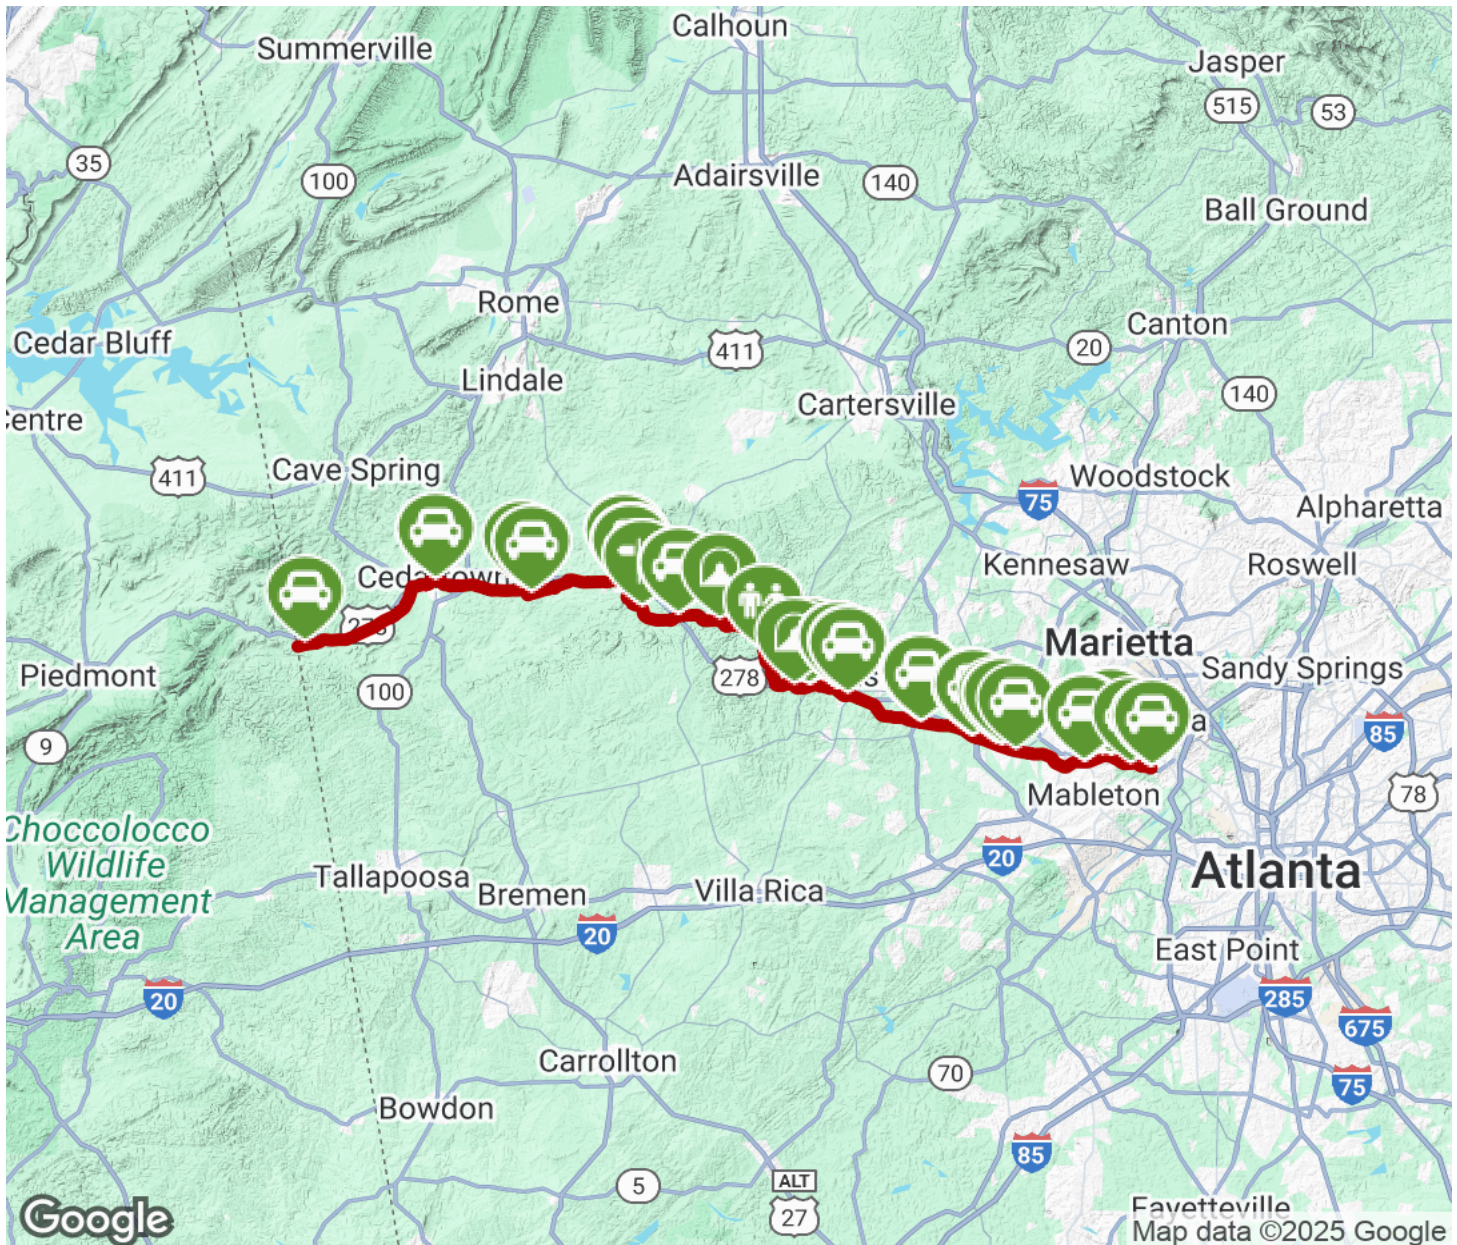 Calhoun
Summerville
Jasper
515
53
35
100
Adairsville
140
Ball Ground
Rome
Canton
Cedar Bluff
411
20
Lindale
140
Cartersville
entre
Cave Spring
411
Woodstock
75
Alpharetta
Kennesaw
Roswell
278
Marietta
Piedmont
278
Sandy Springs
100
a
85
9
Mableton
78
Choccolocco
Wildlife
Management
Area
20
Atlanta
Tallapoosa
Bremen
Villa Rica
20
East Point
20
285
675
Carrollton
70
75
Bowdon
85
5
ALT
27
Fayetteville
Google
Map data ©2025 Google